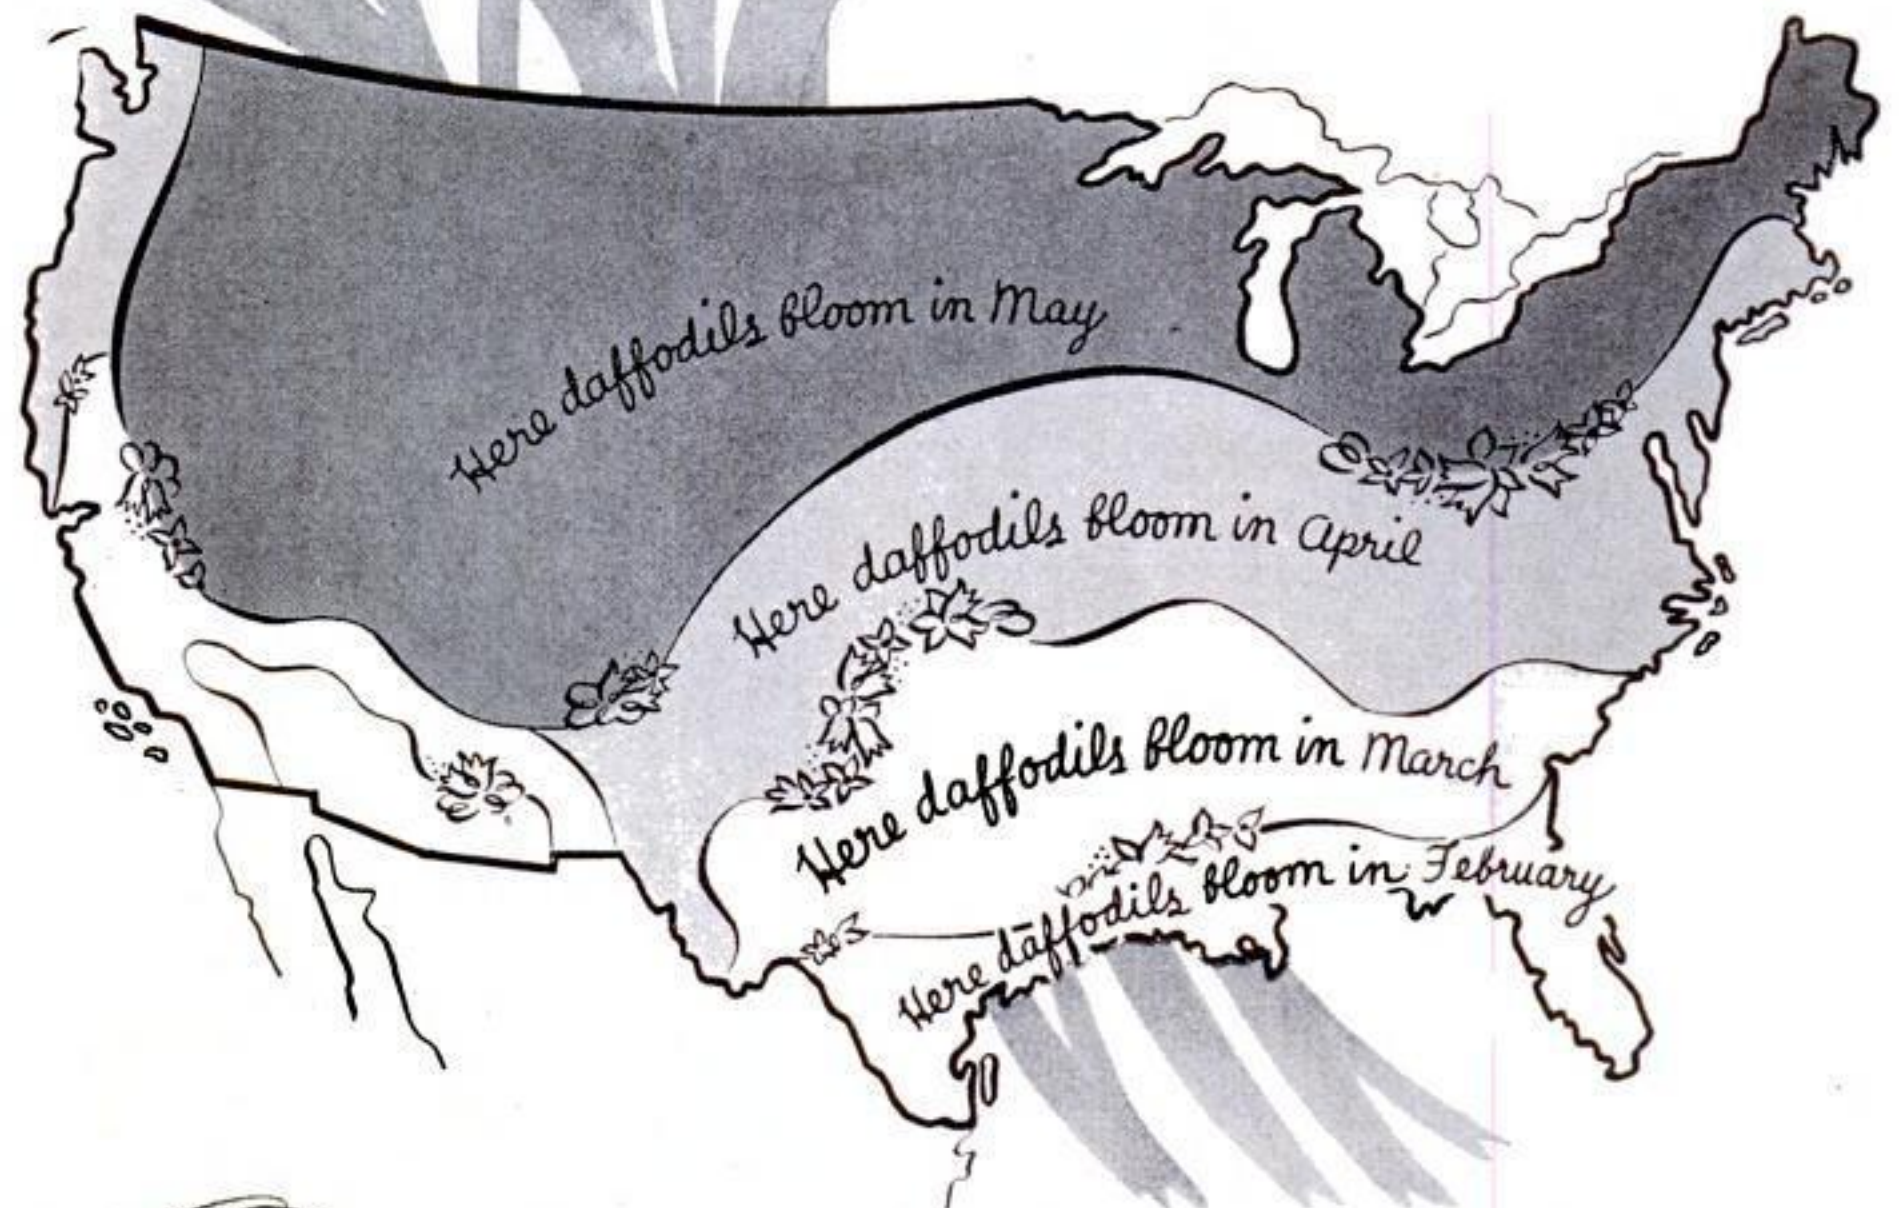 Here daffodils bloom in May
Here daffodils bloom in April
Here daffodils bloom in March
Here daffodils bloom in February